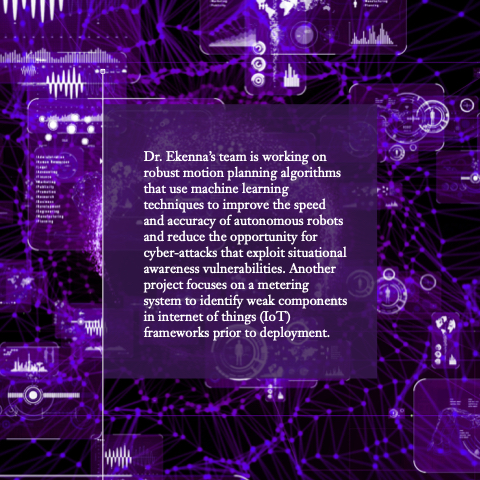 Dr. Ekenna's team is working on
robust motion planning algorithms
that use machine learning
techniques to improve the speed
and accuracy of autonomous robots
and reduce the opportunity for
cyber-attacks that exploit situational
awareness vulnerabilities. Another
project focuses on a metering
system to identify weak components
in internet of things (IoT)
frameworks prior to deployment.